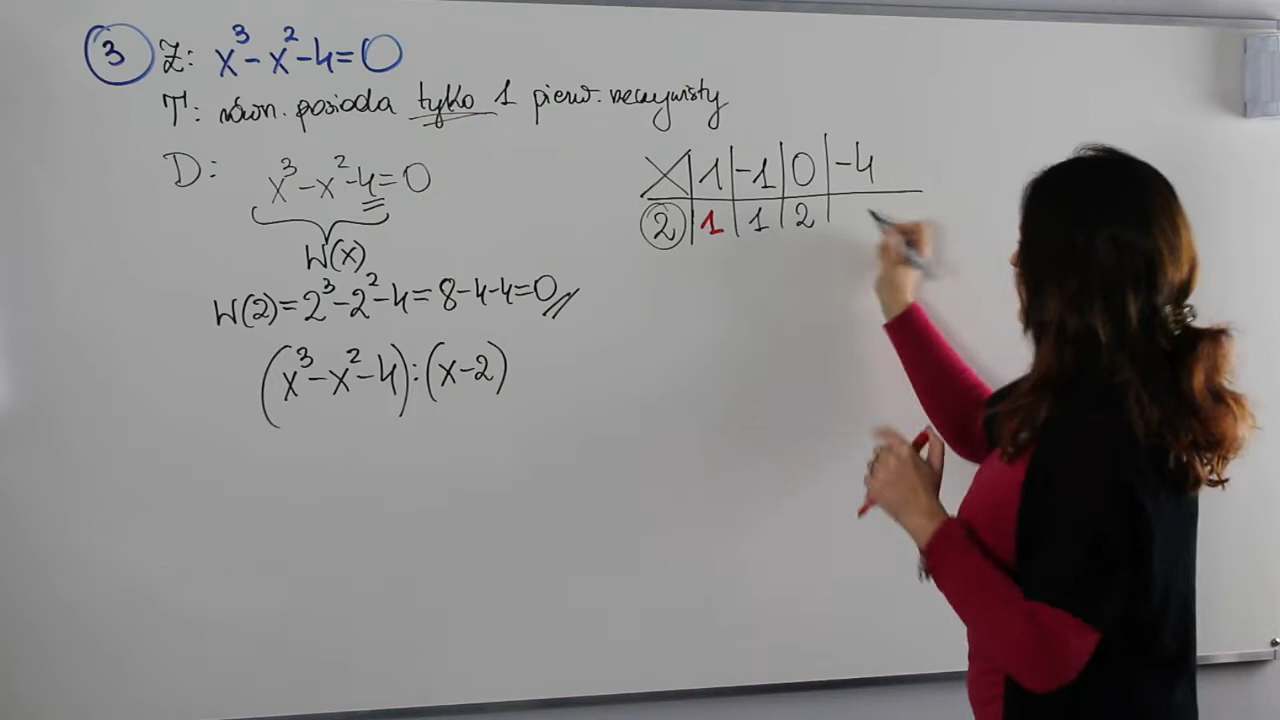 3 Z: x³-x²-4=0
T: równ. posiada tyko 1 pierw. rzeczywisty
D: x³-x²-4=0
W(x)
W(2)=2³-2²-4=8-4-4=0
(x³-x²-4):(x-2)
X 1 -1 0 -4
2 1 1 2